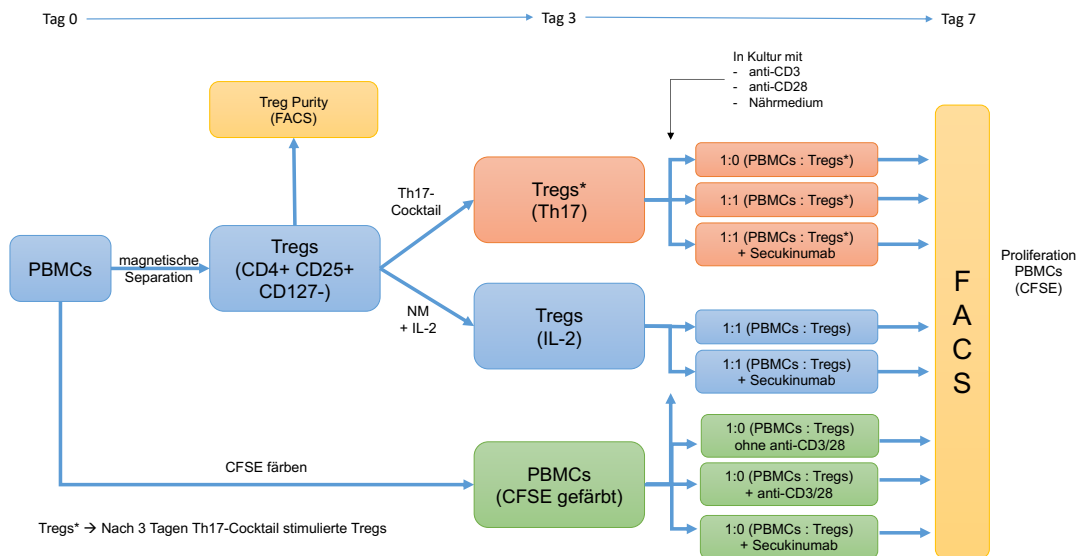 Tag 0
Tag 3
Tag 7
In Kultur mit
- anti-CD3
- anti-CD28
- Nährmedium
Treg Purity
(FACS)
Th17-
Cocktail
Tregs*
(Th17)
1:0 (PBMCs : Tregs*)
1:1 (PBMCs : Tregs*)
1:1 (PBMCs : Tregs*)
+ Secukinumab
PBMCs
magnetische
Separation
Tregs
(CD4+ CD25+
CD127-)
NM
+ IL-2
Tregs
(IL-2)
1:1 (PBMCs : Tregs)
1:1 (PBMCs : Tregs)
+ Secukinumab
FACS
Proliferation
PBMCs
(CFSE)
CFSE färben
PBMCs
(CFSE gefärbt)
1:0 (PBMCs : Tregs)
ohne anti-CD3/28
1:0 (PBMCs : Tregs)
+ anti-CD3/28
1:0 (PBMCs : Tregs)
+ Secukinumab
Tregs* → Nach 3 Tagen Th17-Cocktail stimulierte Tregs